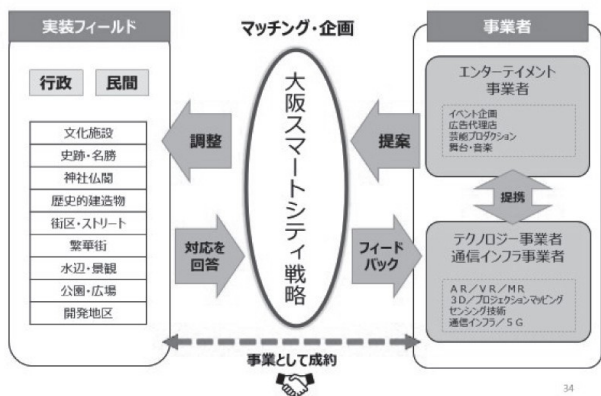 実装フィールド
行政
民間
文化施設
史跡・名勝
神社仏閣
歴史的建造物
街区・ストリート
繁華街
水辺・景観
公園・広場
開発地区
マッチング・企画
調整
対応を
回答
大阪スマートシティ戦略
提案
フィード
バック
事業として成約
事業者
エンターテイメント
事業者
イベント企画
広告代理店
芸能プロダクション
舞台・音楽
提携
テクノロジー事業者
通信インフラ事業者
AR/VR/MR
3D/プロジェクションマッピング
センシング技術
通信インフラ/5G
34